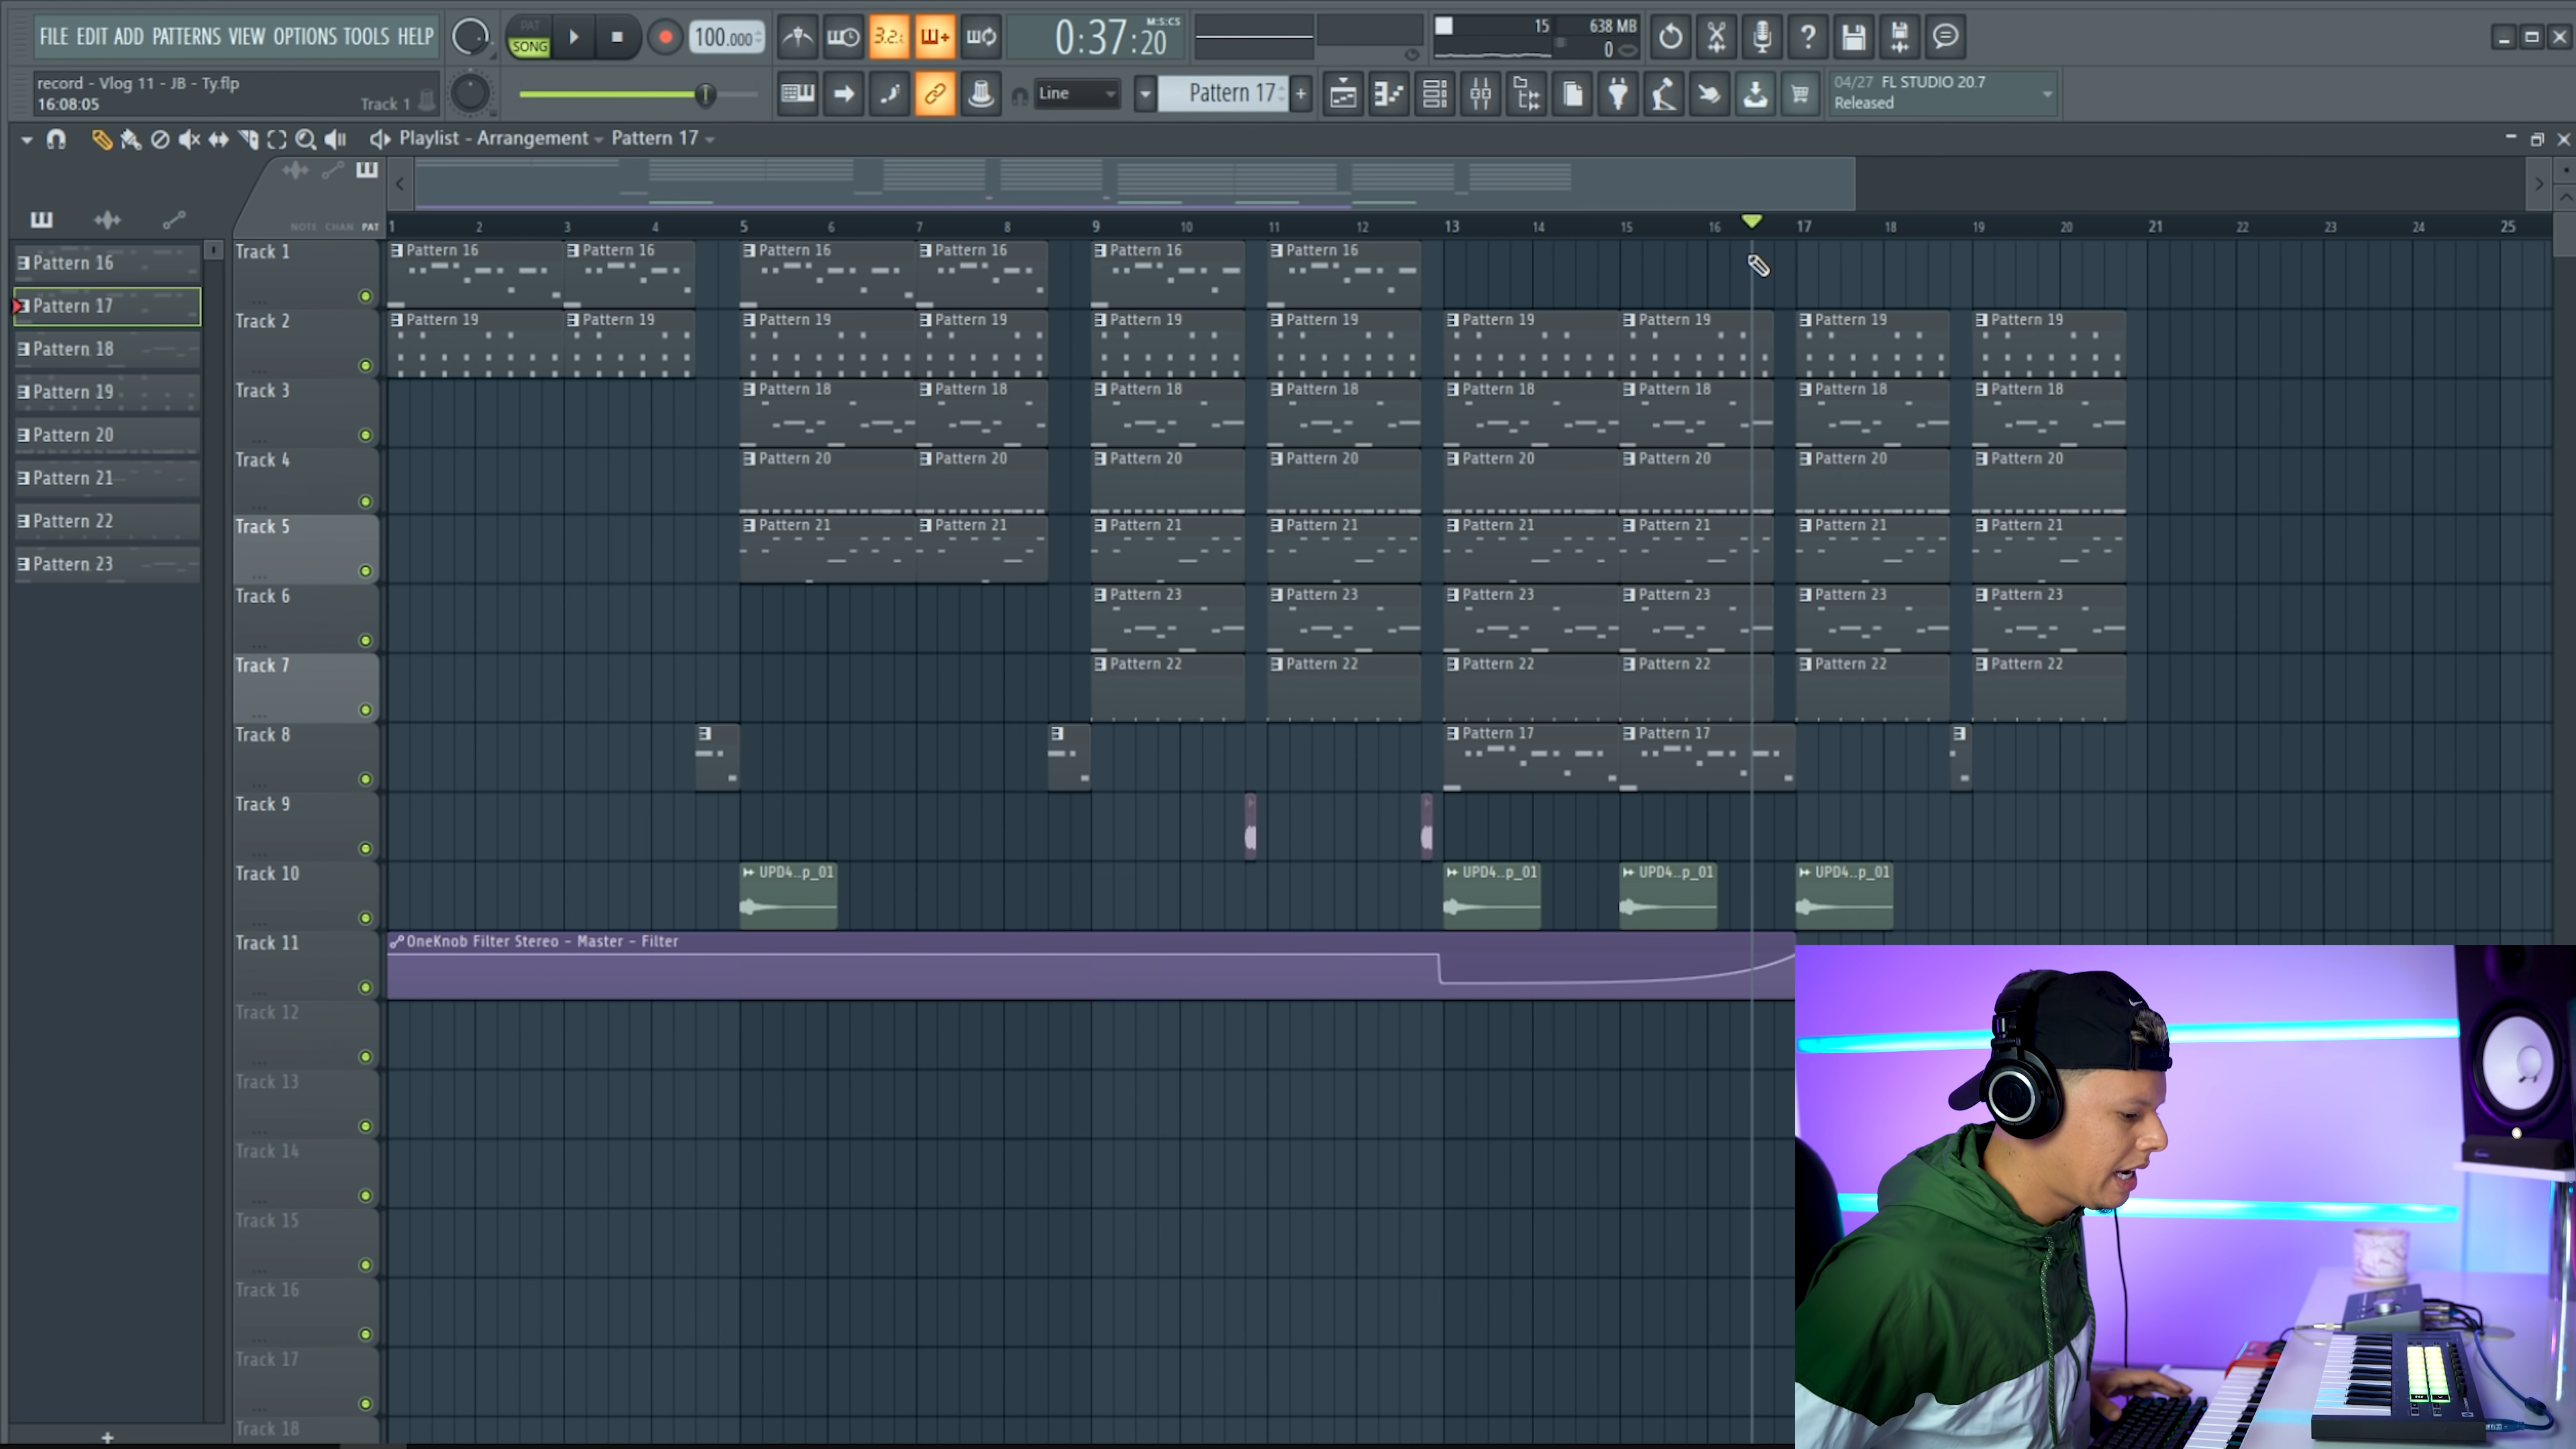 FILE EDIT ADD PATTERNS VIEW OPTIONS TOOLS HELP
PAT
SONG
100.000
3.2.
0:37:20
M:S:CS
15
638 MB
0
record - Vlog 11 - JB - Ty.flp
16:08:05
Track 1
Line
Pattern 17
04/27 FL STUDIO 20.7
Released
Playlist - Arrangement
Pattern 17
NOTE CHAN PAT
1 2 3 4 5 6 7 8 9 10 11 12 13 14 15 16 17 18 19 20 21 22 23 24 25
Pattern 16
Pattern 17
Pattern 18
Pattern 19
Pattern 20
Pattern 21
Pattern 22
Pattern 23
Track 1
Pattern 16 Pattern 16 Pattern 16 Pattern 16 Pattern 16 Pattern 16
Track 2
Pattern 19 Pattern 19 Pattern 19 Pattern 19 Pattern 19 Pattern 19 Pattern 19 Pattern 19 Pattern 19 Pattern 19
Track 3
Pattern 18 Pattern 18 Pattern 18 Pattern 18 Pattern 18 Pattern 18 Pattern 18 Pattern 18
Track 4
Pattern 20 Pattern 20 Pattern 20 Pattern 20 Pattern 20 Pattern 20 Pattern 20 Pattern 20
Track 5
Pattern 21 Pattern 21 Pattern 21 Pattern 21 Pattern 21 Pattern 21 Pattern 21 Pattern 21
Track 6
Pattern 23 Pattern 23 Pattern 23 Pattern 23 Pattern 23 Pattern 23
Track 7
Pattern 22 Pattern 22 Pattern 22 Pattern 22 Pattern 22 Pattern 22
Track 8
Pattern 17 Pattern 17
Track 9
Track 10
UPD4..p_01 UPD4..p_01 UPD4..p_01 UPD4..p_01
Track 11
OneKnob Filter Stereo - Master - Filter
Track 12
Track 13
Track 14
Track 15
Track 16
Track 17
Track 18